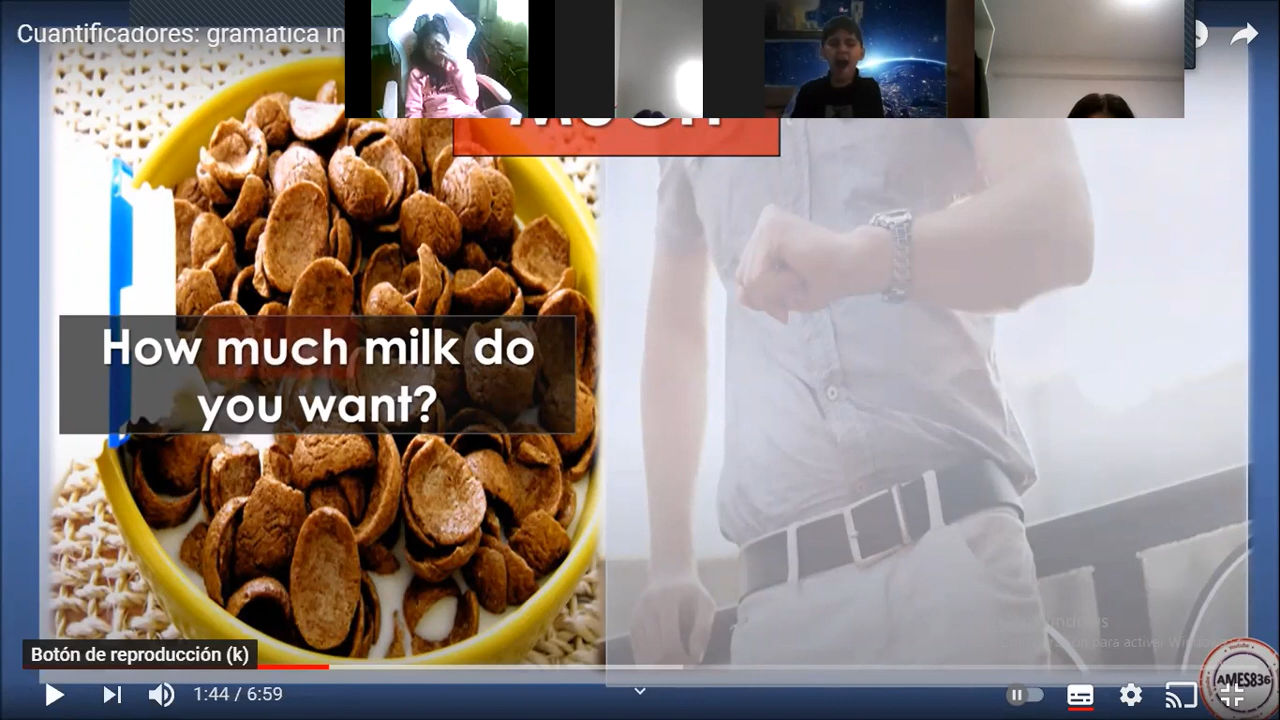 Cuantificadores: gramatica in
How much milk do
you want?
Botón de reproducción (k)
1:44 / 6:59
AMES836